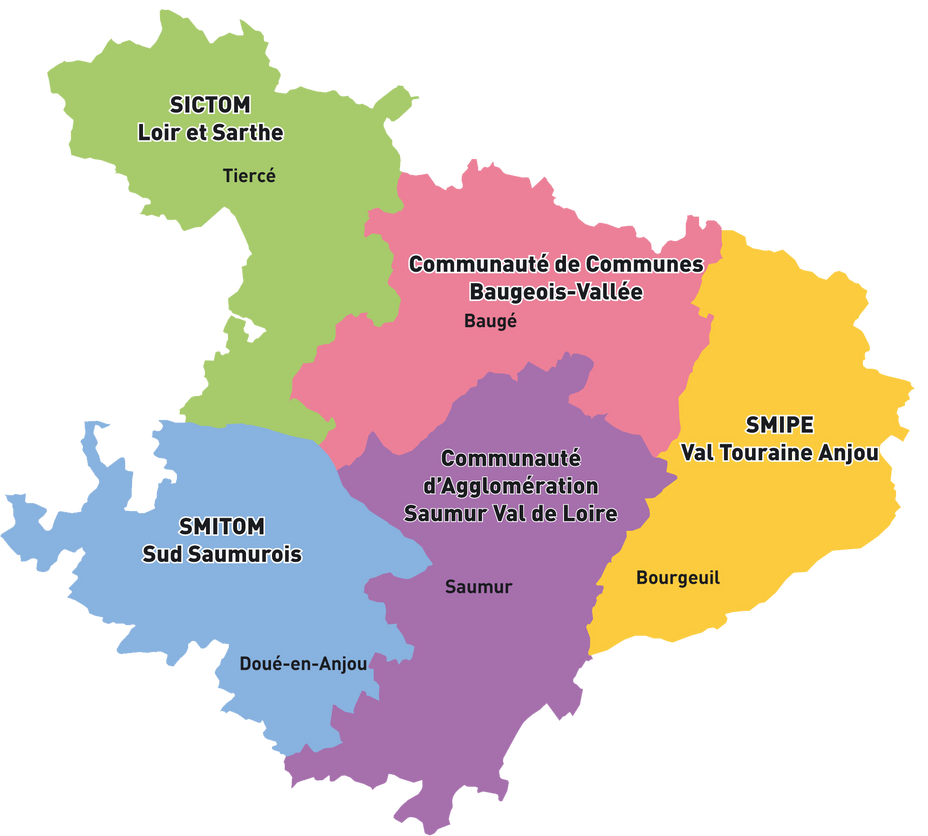 SICTOM
Loir et Sarthe
Tiercé
Communauté de Communes
Baugeois-Vallée
Baugé
SMIPE
Val Touraine Anjou
Communauté
d'Agglomération
Saumur Val de Loire
SMITOM
Sud Saumurois
Bourgeuil
Saumur
Doué-en-Anjou